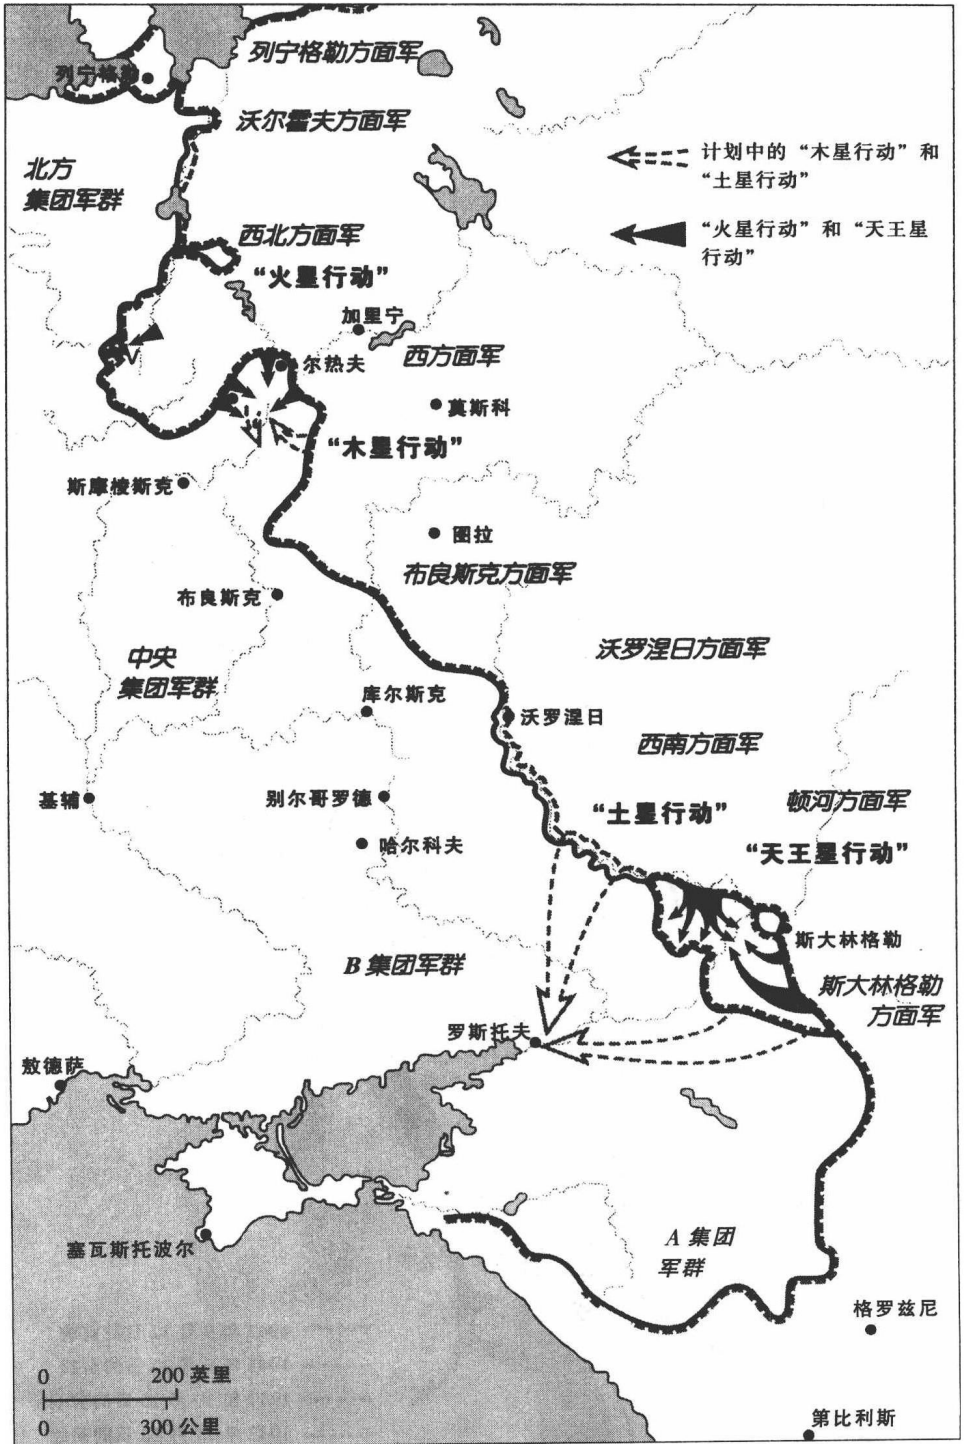 列宁格勒方面军
列宁格勒
沃尔霍夫方面军
计划中的“木星行动”和
“土星行动”
北方
集团军群
“火星行动”和“天王星
行动”
西北方面军
“火星行动”
加里宁
西方面军
尔热夫
莫斯科
“木星行动”
斯摩棱斯克
图拉
布良斯克方面军
布良斯克
沃罗涅日方面军
中央
集团军群
库尔斯克
沃罗涅日
西南方面军
基辅
别尔哥罗德
顿河方面军
“土星行动”
哈尔科夫
“天王星行动”
斯大林格勒
B 集团军群
斯大林格勒
方面军
罗斯托夫
敖德萨
A 集团
军群
塞瓦斯托波尔
格罗兹尼
0 200 英里
0 300 公里
第比利斯